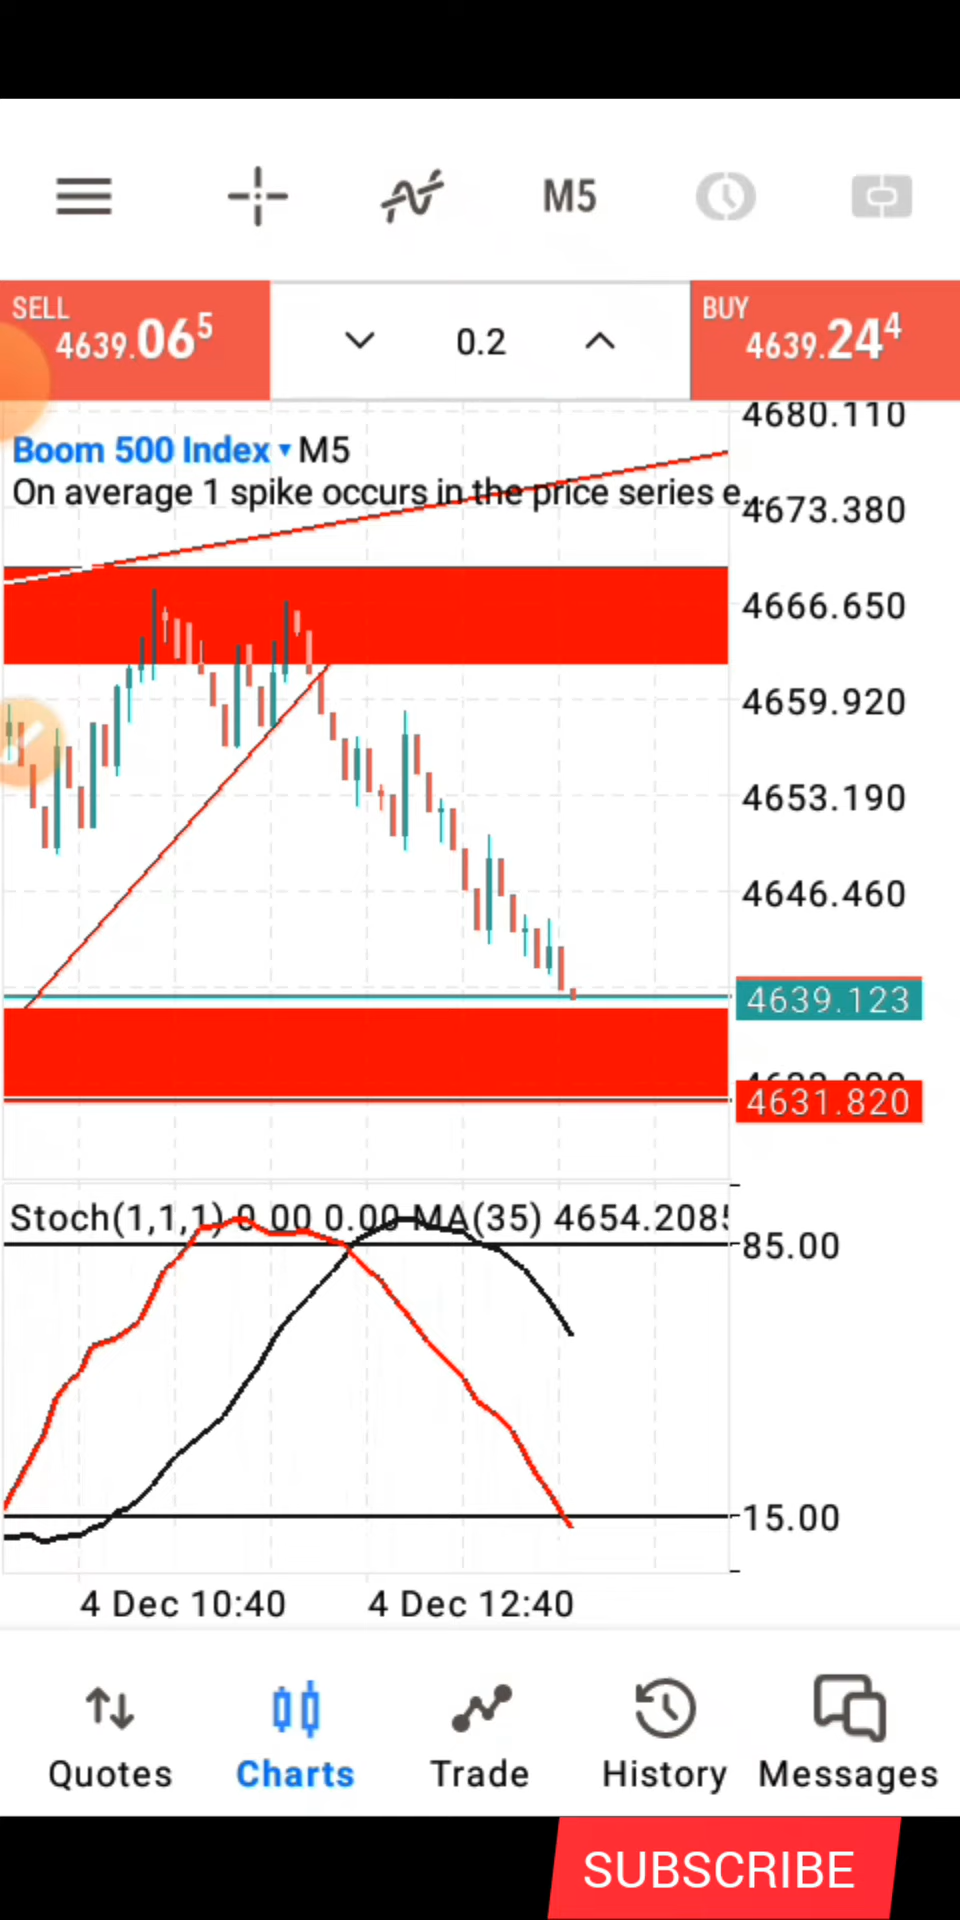 M5
SELL
4639.065
0.2
BUY
4639.244
4680.110
Boom 500 Index ▾ M5
On average 1 spike occurs in the price series e...
4673.380
4666.650
4659.920
4653.190
4646.460
4639.123
4631.820
Stoch(1,1,1) 0.00 0.00 MA(35) 4654.208
85.00
15.00
4 Dec 10:40
4 Dec 12:40
Quotes
Charts
Trade
History
Messages
SUBSCRIBE